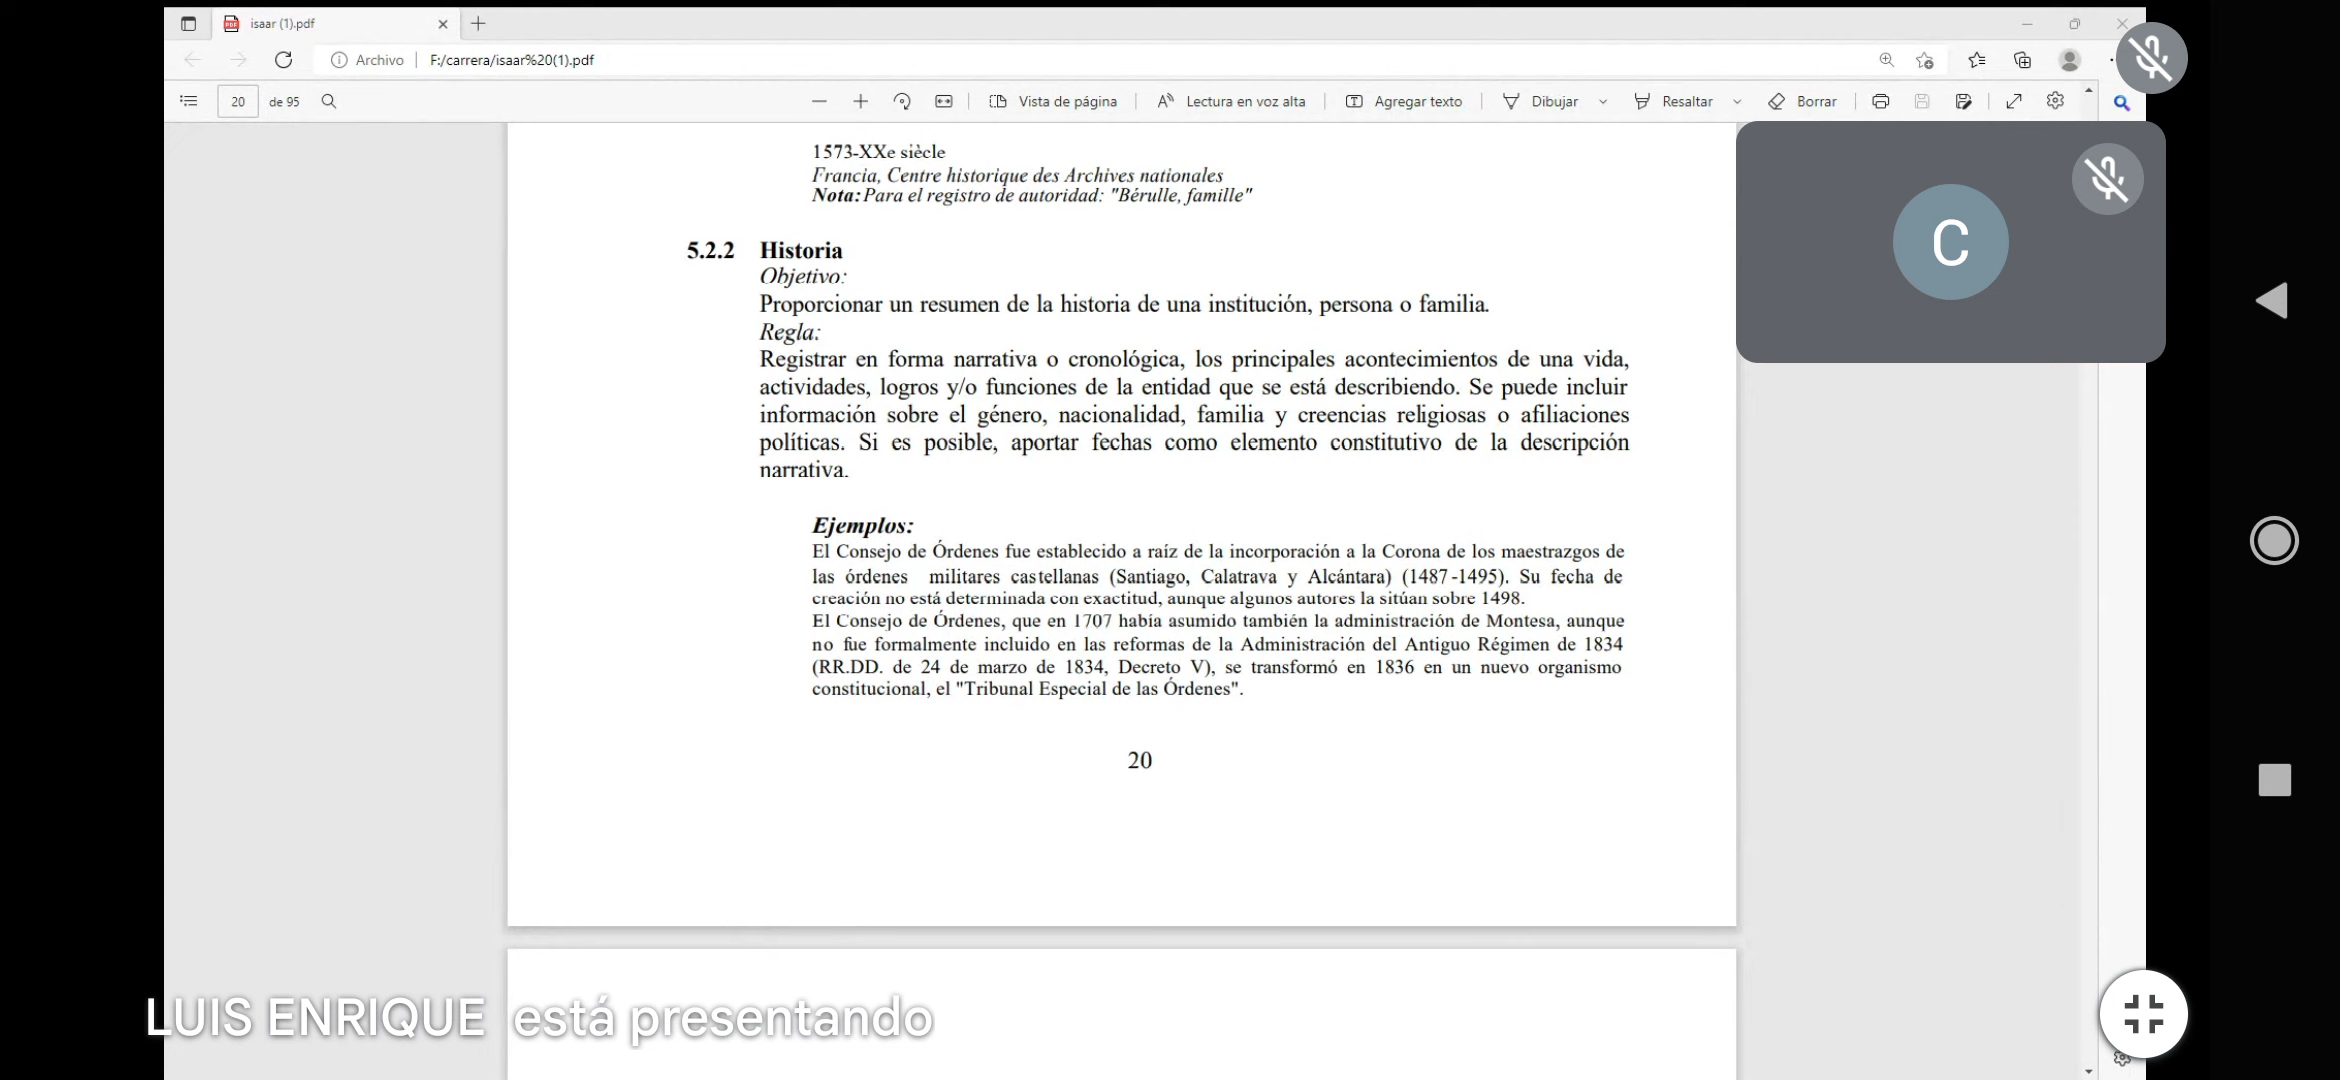 isaar (1).pdf
Archivo F:/carrera/isaar%20(1).pdf
20 de 95 Vista de página Lectura en voz alta Agregar texto Dibujar Resaltar Borrar
1573-XXe siècle
Francia, Centre historique des Archives nationales
Nota: Para el registro de autoridad: "Bérulle, famille"
5.2.2 Historia
Objetivo:
Proporcionar un resumen de la historia de una institución, persona o familia.
Regla:
Registrar en forma narrativa o cronológica, los principales acontecimientos de una vida,
actividades, logros y/o funciones de la entidad que se está describiendo. Se puede incluir
información sobre el género, nacionalidad, familia y creencias religiosas o afiliaciones
políticas. Si es posible, aportar fechas como elemento constitutivo de la descripción
narrativa.
Ejemplos:
El Consejo de Órdenes fue establecido a raíz de la incorporación a la Corona de los maestrazgos de
las órdenes militares castellanas (Santiago, Calatrava y Alcántara) (1487-1495). Su fecha de
creación no está determinada con exactitud, aunque algunos autores la sitúan sobre 1498.
El Consejo de Órdenes, que en 1707 había asumido también la administración de Montesa, aunque
no fue formalmente incluido en las reformas de la Administración del Antiguo Régimen de 1834
(RR.DD. de 24 de marzo de 1834, Decreto V), se transformó en 1836 en un nuevo organismo
constitucional, el "Tribunal Especial de las Órdenes".
20
C
LUIS ENRIQUE está presentando